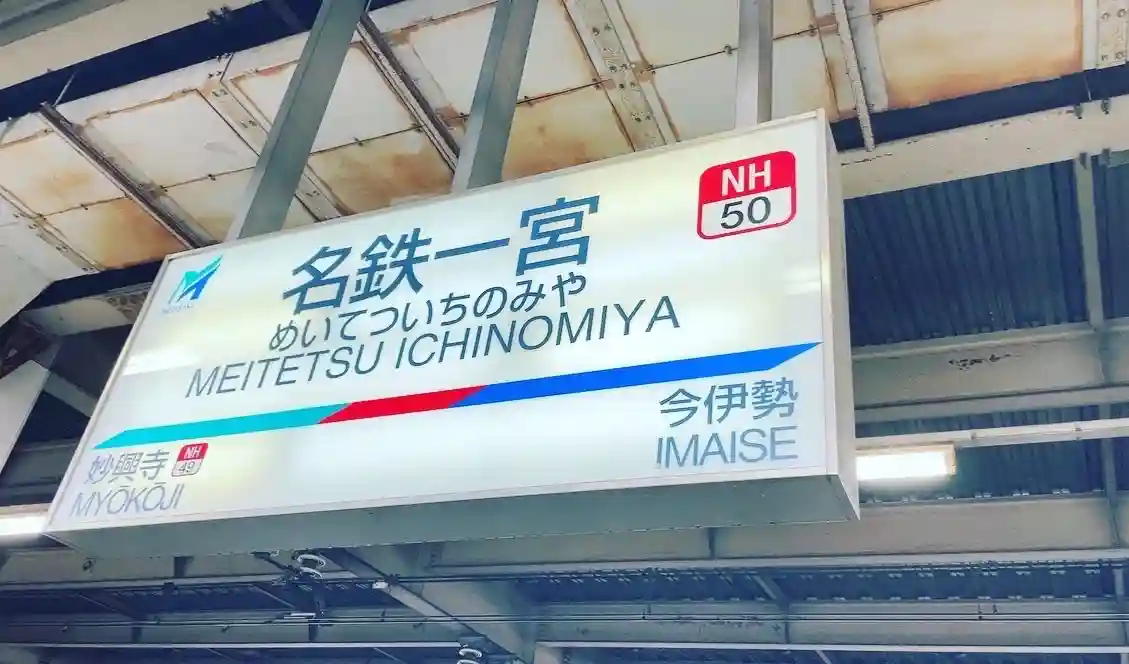 NH
50
名鉄一宮
めいてついちのみや
MEITETSU ICHINOMIYA
妙興寺
NH
49
MYŌKŌJI
今伊勢
IMAISE